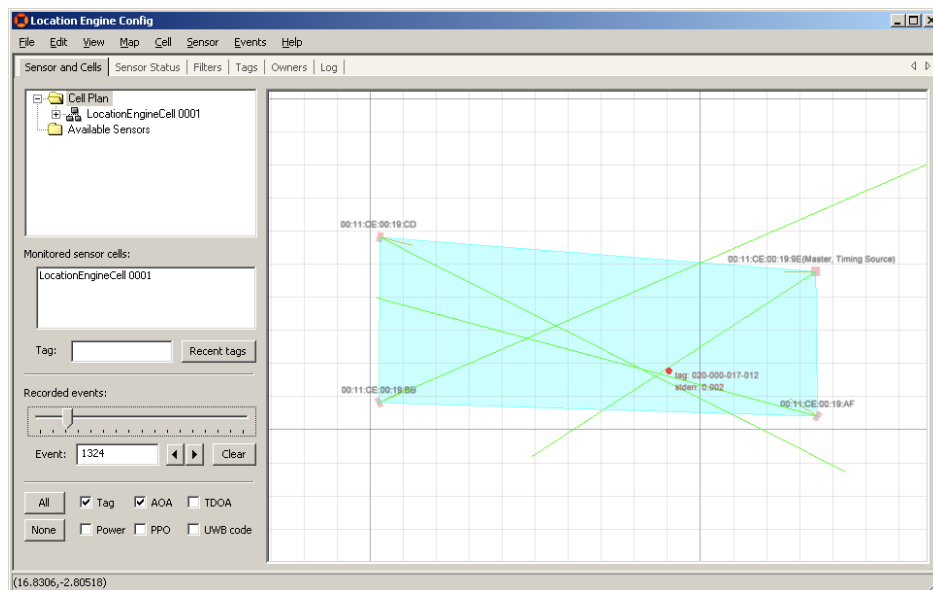 Location Engine Config
File Edit View Map Cell Sensor Events Help
Sensor and Cells Sensor Status Filters Tags Owners Log
Cell Plan
LocationEngineCell 0001
Available Sensors
00:11:CE:00:19:CD
00:11:CE:00:19:9E(Master, Timing Source)
Monitored sensor cells:
LocationEngineCell 0001
Tag: Recent tags
tag: 020-000-017-012
stderr: 0.002
00:11:CE:00:19:BB
00:11:CE:00:19:AF
Recorded events:
Event: 1324 Clear
All Tag AOA TDOA
None Power PPO UWB code
(16.8306,-2.80518)